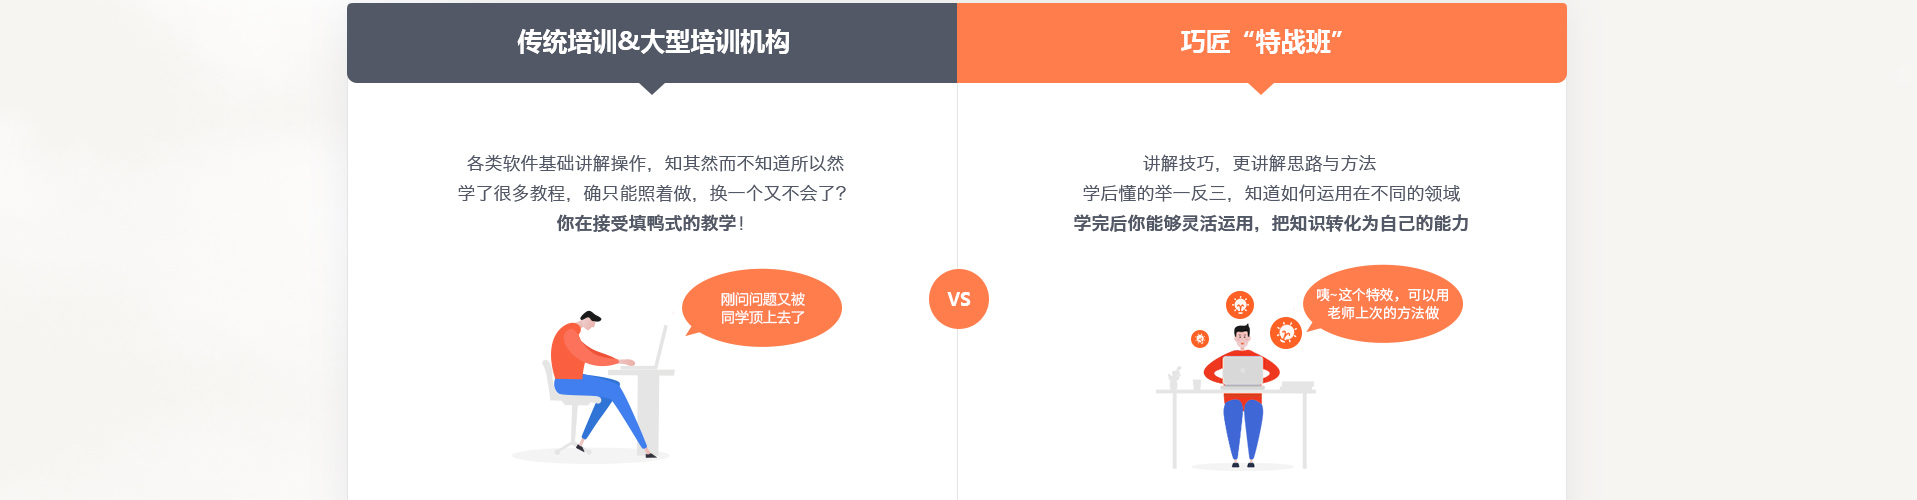 传统培训&大型培训机构
各类软件基础讲解操作，知其然而不知道所以然
学了很多教程，确只能照着做，换一个又不会了?
你在接受填鸭式的教学!
刚问问题又被
同学顶上去了
VS
巧匠“特战班”
讲解技巧，更讲解思路与方法
学后懂的举一反三，知道如何运用在不同的领域
学完后你能够灵活运用，把知识转化为自己的能力
咦~这个特效，可以用
老师上次的方法做